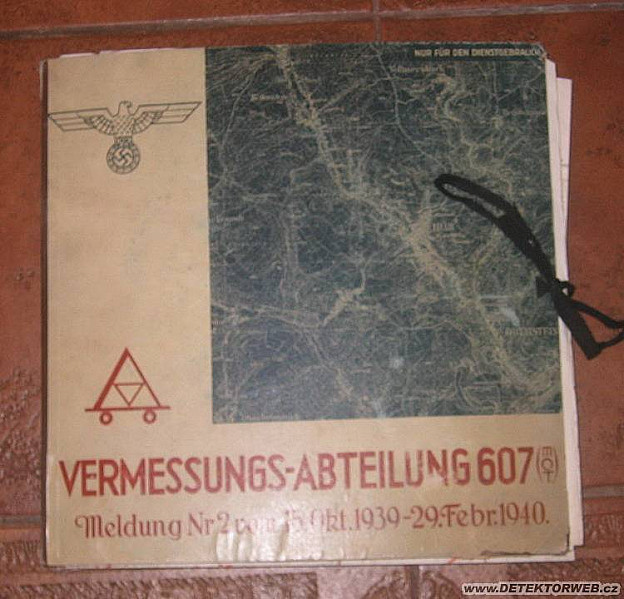 NUR FÜR DEN DIENSTGEBRAUCH
VERMESSUNGS-ABTEILUNG 607 (MOT)
Meldung Nr.2 vom 15.Okt.1939-29.Febr.1940.
www.DETEKTORWEB.cz